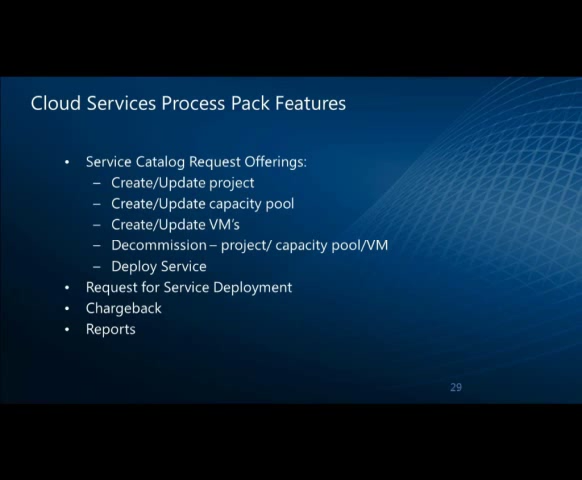 Cloud Services Process Pack Features
• Service Catalog Request Offerings:
– Create/Update project
– Create/Update capacity pool
– Create/Update VM's
– Decommission – project/ capacity pool/VM
– Deploy Service
• Request for Service Deployment
• Chargeback
• Reports
29